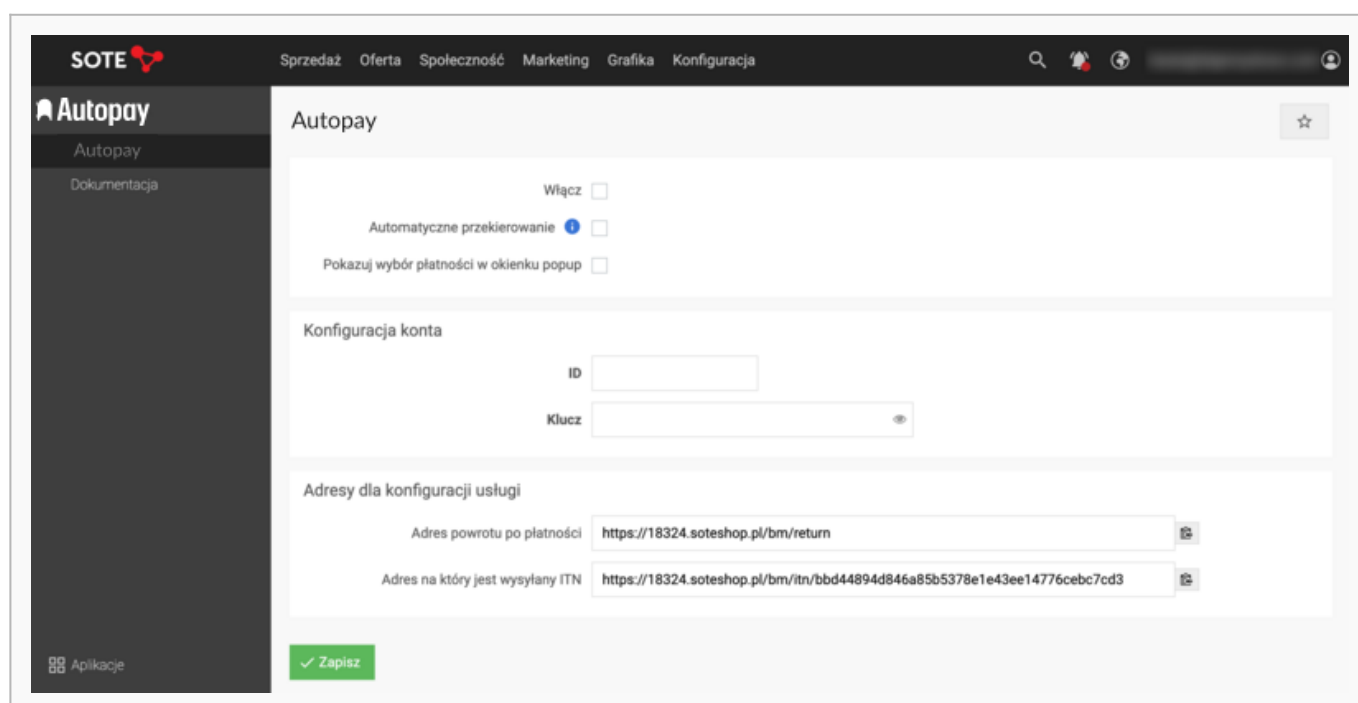 SOTE
Sprzedaż Oferta Społeczność Marketing Grafika Konfiguracja
Autopay
Autopay
Dokumentacja
Aplikacje
Autopay
Włącz
Automatyczne przekierowanie
Pokazuj wybór płatności w okienku popup
Konfiguracja konta
ID
Klucz
Adresy dla konfiguracji usługi
Adres powrotu po płatności https://18324.soteshop.pl/bm/return
Adres na który jest wysyłany ITN https://18324.soteshop.pl/bm/itn/bbd44894d846a85b5378e1e43ee14776cebc7cd3
Zapisz